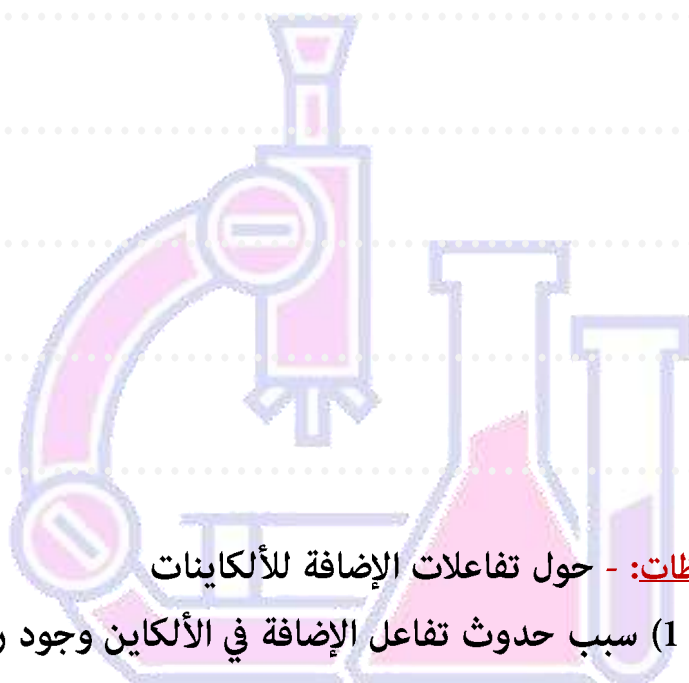 - حول تفاعلات الإضافة للألكاينات
1) سبب حدوث تفاعل الإضافة في الألكاين وجود